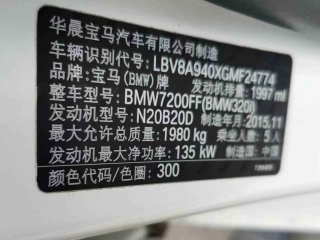 华晨宝马汽车有限公司制造
车辆识别代号: LBV8A940XGMF24774
品牌: 宝马(BMW)牌 发动机排量: 1997 ml
整车型号: BMW7200FF(BMW320i)
发动机型号: N20B20D 制造年月: 2015.11
最大允许总质量: 1980 kg 乘坐人数: 5人
发动机最大净功率: 135 kW 制造国: 中国
颜色代码/色圈: 300